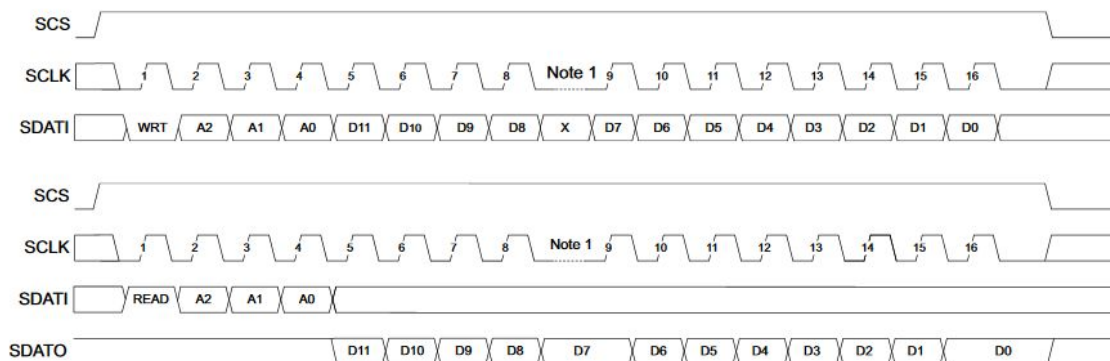 SCS
SCLK 1 2 3 4 5 6 7 8 Note 1 9 10 11 12 13 14 15 16
SDATI WRT A2 A1 A0 D11 D10 D9 D8 X D7 D6 D5 D4 D3 D2 D1 D0
SCS
SCLK 1 2 3 4 5 6 7 8 Note 1 9 10 11 12 13 14 15 16
SDATI READ A2 A1 A0
SDATO D11 D10 D9 D8 D7 D6 D5 D4 D3 D2 D1 D0